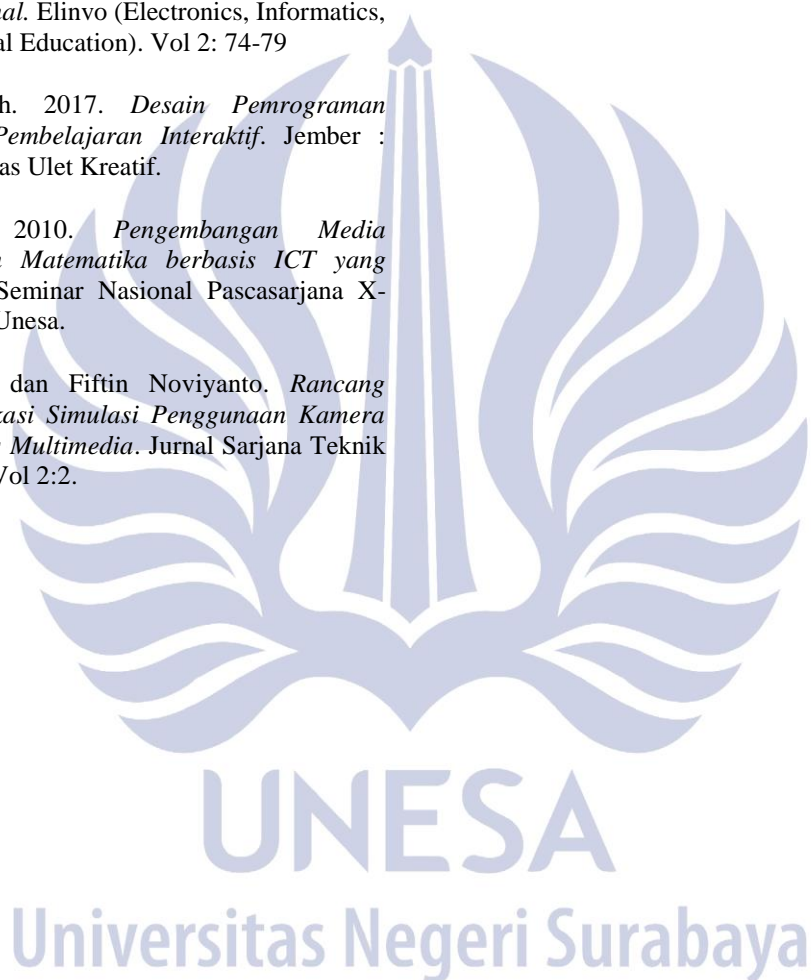 nal. Elinvo (Electronics, Informatics,
al Education). Vol 2: 74-79
h. 2017. Desain Pemrograman
Pembelajaran Interaktif. Jember :
as Ulet Kreatif.
2010. Pengembangan Media
n Matematika berbasis ICT yang
Seminar Nasional Pascasarjana X-
Unesa.
dan Fiftin Noviyanto. Rancang
kasi Simulasi Penggunaan Kamera
s Multimedia. Jurnal Sarjana Teknik
Vol 2:2.
UNESA
Universitas Negeri Surabaya